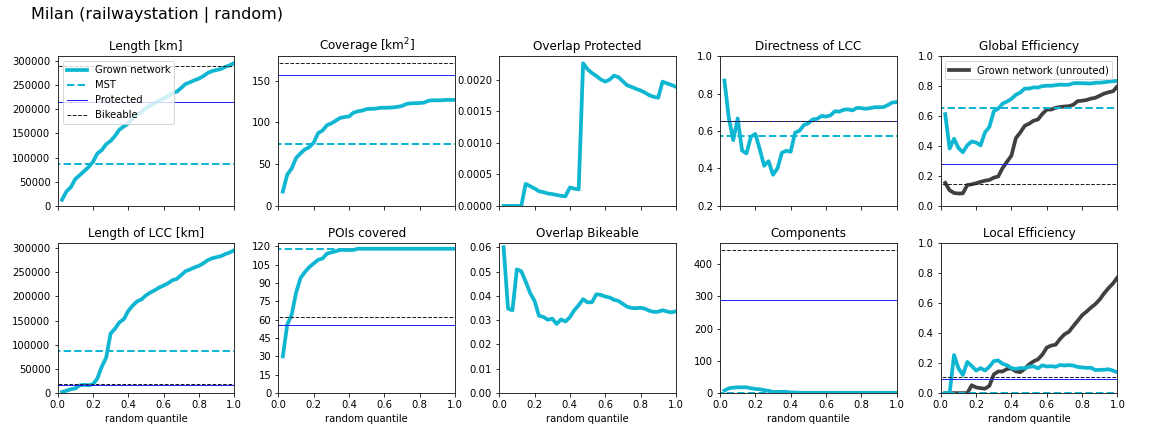 Milan (railwaystation | random)
Length [km]
300000
250000
200000
150000
100000
50000
0
Grown network
MST
Protected
Bikeable
Coverage [km²]
150
100
50
0
Overlap Protected
0.0020
0.0015
0.0010
0.0005
0.0000
Directness of LCC
1.0
0.8
0.6
0.4
0.2
Global Efficiency
1.0
0.8
0.6
0.4
0.2
0.0
Grown network (unrouted)
Length of LCC [km]
300000
250000
200000
150000
100000
50000
0
0.0 0.2 0.4 0.6 0.8 1.0
random quantile
POIs covered
120
105
90
75
60
45
30
15
0
0.0 0.2 0.4 0.6 0.8 1.0
random quantile
Overlap Bikeable
0.06
0.05
0.04
0.03
0.02
0.01
0.00
0.0 0.2 0.4 0.6 0.8 1.0
random quantile
Components
400
300
200
100
0
0.0 0.2 0.4 0.6 0.8 1.0
random quantile
Local Efficiency
1.0
0.8
0.6
0.4
0.2
0.0
0.0 0.2 0.4 0.6 0.8 1.0
random quantile